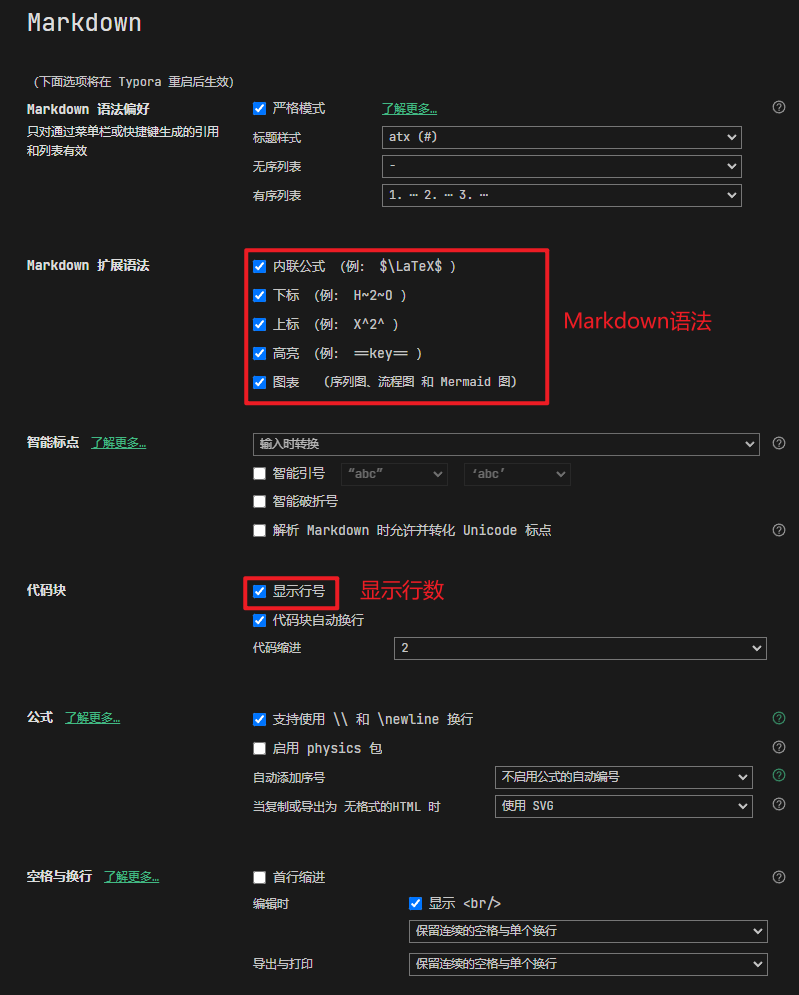 Markdown
(下面选项将在 Typora 重启后生效)
Markdown 语法偏好
只对通过菜单栏或快捷键生成的引用
和列表有效
严格模式 了解更多...
标题样式 atx (#)
无序列表 -
有序列表 1. ⋯ 2. ⋯ 3. ⋯
Markdown 扩展语法
内联公式 (例: $\LaTeX$ )
下标 (例: H~2~O )
上标 (例: X^2^ )
高亮 (例: ==key== )
图表 (序列图、流程图 和 Mermaid 图)
Markdown语法
智能标点 了解更多... 输入时转换
智能引号 “abc” ‘abc’
智能破折号
解析 Markdown 时允许并转化 Unicode 标点
代码块 显示行号 显示行数
代码块自动换行
代码缩进 2
公式 了解更多... 支持使用 \\ 和 \newline 换行
启用 physics 包
自动添加序号 不启用公式的自动编号
当复制或导出为 无格式的HTML 时 使用 SVG
空格与换行 了解更多... 首行缩进
编辑时 显示 <br/>
保留连续的空格与单个换行
导出与打印 保留连续的空格与单个换行